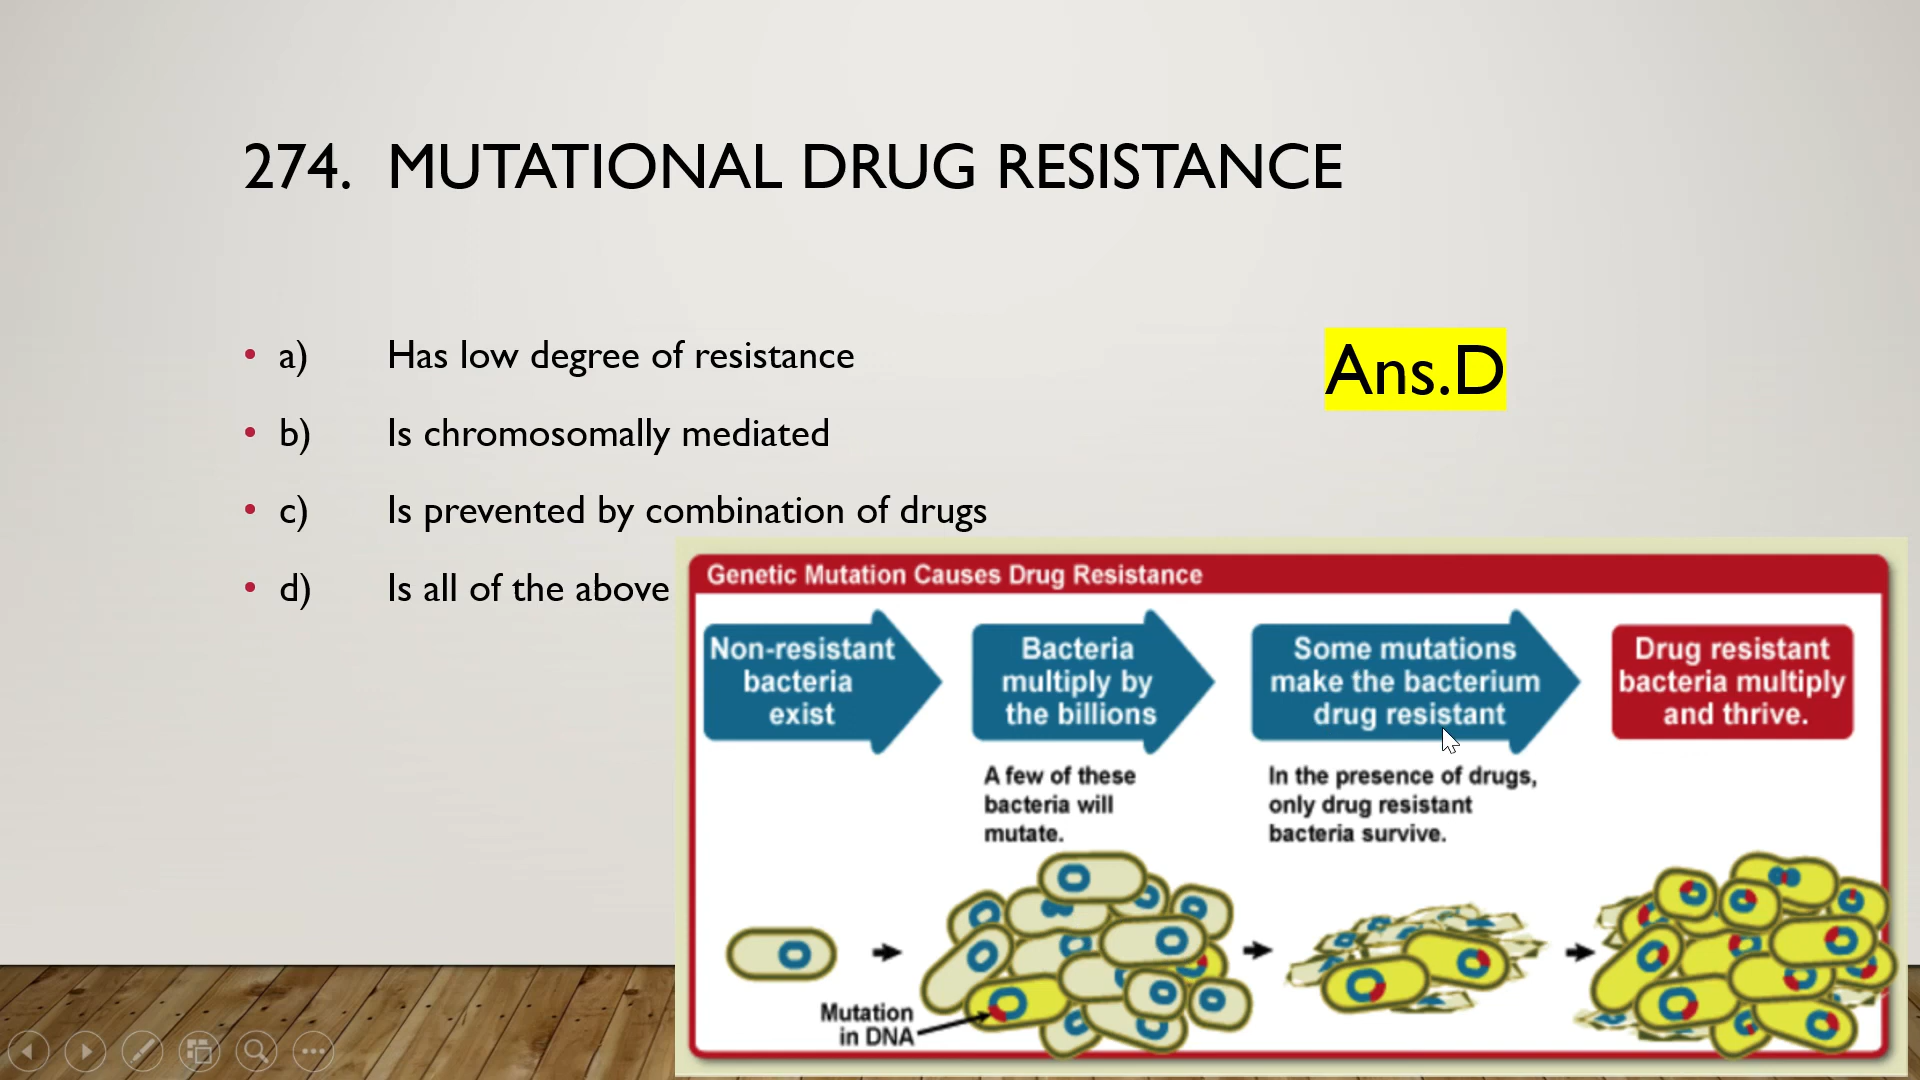 274. MUTATIONAL DRUG RESISTANCE
• a) Has low degree of resistance
• b) Is chromosomally mediated
• c) Is prevented by combination of drugs
• d) Is all of the above
Ans.D
Genetic Mutation Causes Drug Resistance
Non-resistant
bacteria
exist
Bacteria
multiply by
the billions
Some mutations
make the bacterium
drug resistant
Drug resistant
bacteria multiply
and thrive.
A few of these
bacteria will
mutate.
In the presence of drugs,
only drug resistant
bacteria survive.
Mutation
in DNA